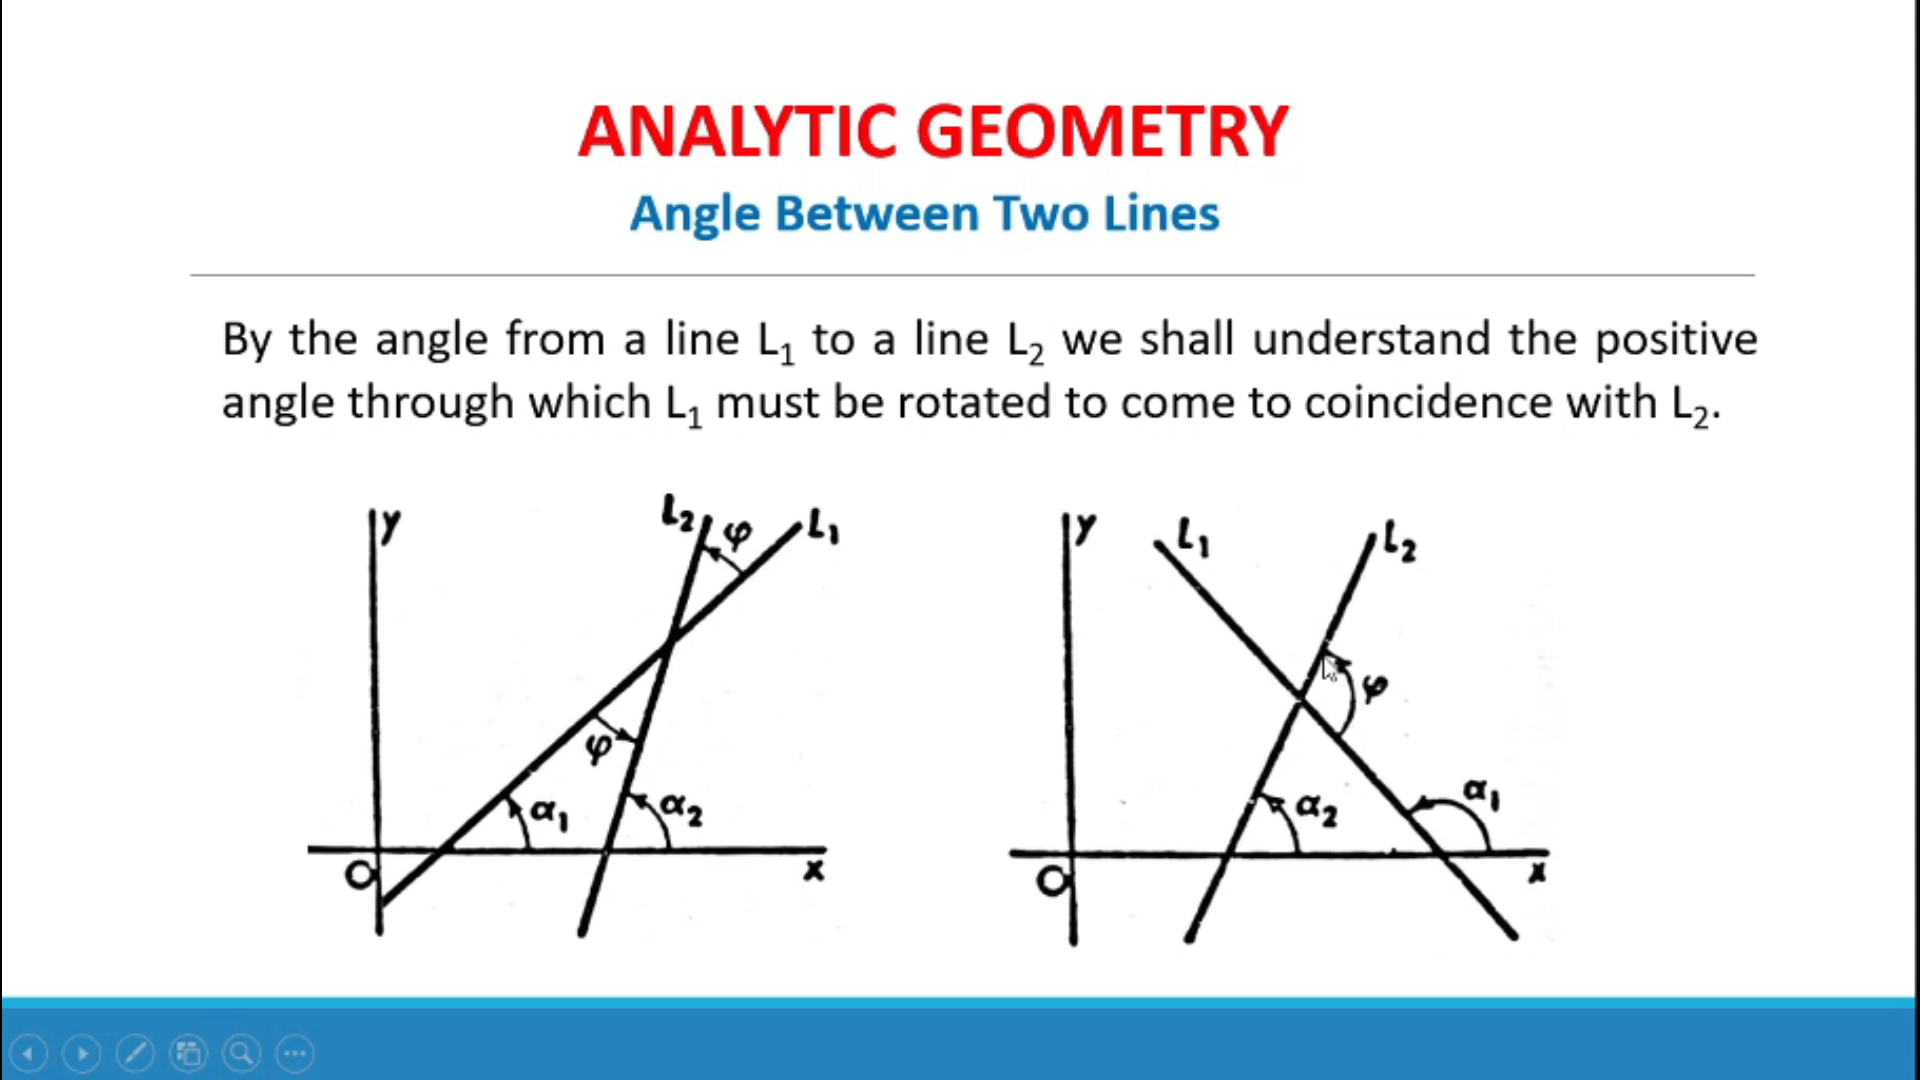 ANALYTIC GEOMETRY
Angle Between Two Lines
By the angle from a line L₁ to a line L₂ we shall understand the positive
angle through which L₁ must be rotated to come to coincidence with L₂.
y L₂ φ L₁
φ
α₁ α₂
O x
y L₁ L₂
φ
α₂ α₁
O x